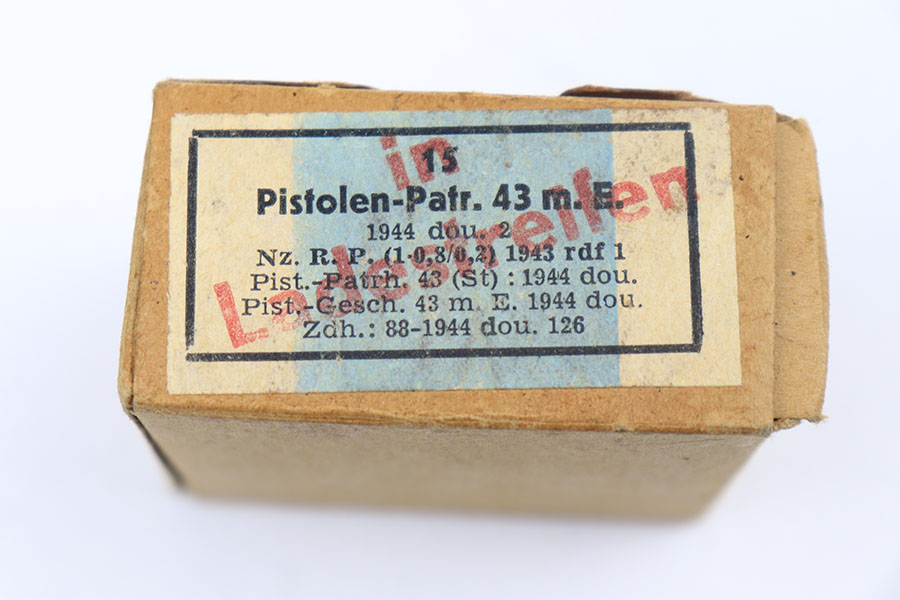 in
Ladestreifen
15
Pistolen-Patr. 43 m. E.
1944 dou. 2
Nz. R. P. (1·0,8/0,2) 1943 rdf 1
Pist.-Patrh. 43 (St) : 1944 dou.
Pist.-Gesch. 43 m. E. 1944 dou.
Zdh.: 88-1944 dou. 126